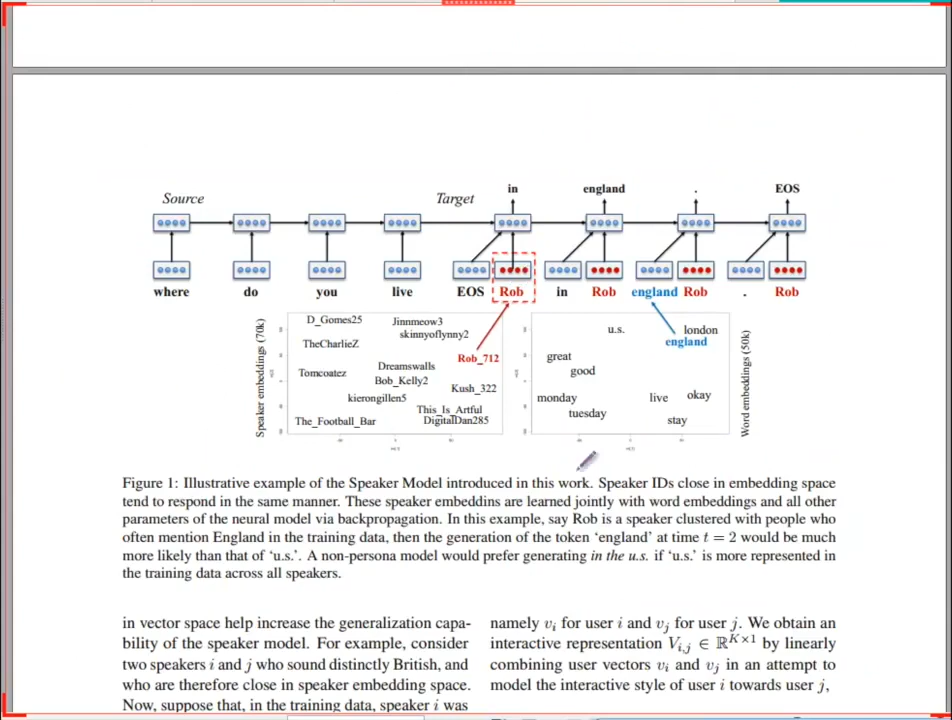 Source
Target
in england . EOS
where do you live EOS Rob in Rob england Rob . Rob
Speaker embeddings (70k)
D_Gomes25
Jinnmeow3
skinnyoflynny2
TheCharlieZ
Rob_712
Dreamswalls
Tomcoatez
Bob_Kelly2
Kush_322
kierongillen5
This_Is_Artful
The_Football_Bar
DigitalDan285
u.s.
london
england
great
good
monday
live
okay
tuesday
stay
Word embeddings (50k)
Figure 1: Illustrative example of the Speaker Model introduced in this work. Speaker IDs close in embedding space
tend to respond in the same manner. These speaker embeddins are learned jointly with word embeddings and all other
parameters of the neural model via backpropagation. In this example, say Rob is a speaker clustered with people who
often mention England in the training data, then the generation of the token ‘england’ at time t = 2 would be much
more likely than that of ‘u.s.’. A non-persona model would prefer generating in the u.s. if ‘u.s.’ is more represented in
the training data across all speakers.
in vector space help increase the generalization capa-
bility of the speaker model. For example, consider
two speakers i and j who sound distinctly British, and
who are therefore close in speaker embedding space.
Now, suppose that, in the training data, speaker i was
namely v_i for user i and v_j for user j. We obtain an
interactive representation V_{i,j} ∈ ℝ^{K×1} by linearly
combining user vectors v_i and v_j in an attempt to
model the interactive style of user i towards user j,